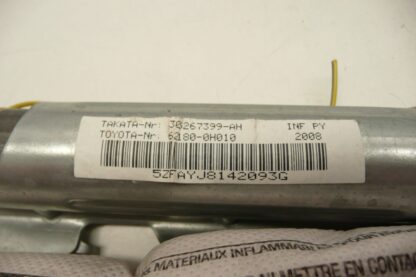 TAKATA-Nr: 30267399-AH INF PY
TOYOTA-Nr: 62180-0H010 2008
5ZFAYJ8142093G
MATERIAUX INFLAMMA
METTRE EN CONTA